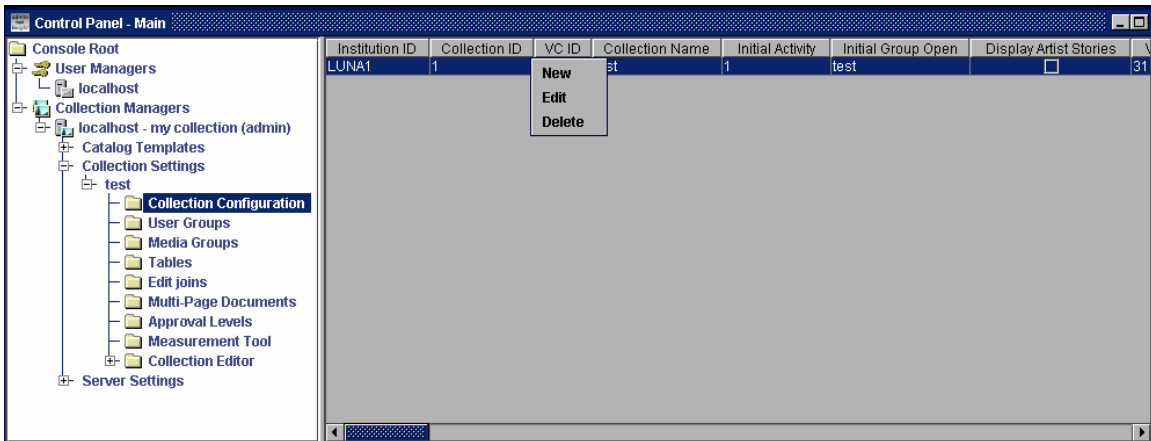 Control Panel - Main
Console Root
User Managers
localhost
Collection Managers
localhost - my collection (admin)
Catalog Templates
Collection Settings
test
Collection Configuration
User Groups
Media Groups
Tables
Edit joins
Multi-Page Documents
Approval Levels
Measurement Tool
Collection Editor
Server Settings
Institution ID Collection ID VC ID Collection Name Initial Activity Initial Group Open Display Artist Stories
LUNA1 1 1 test 31
New
Edit
Delete